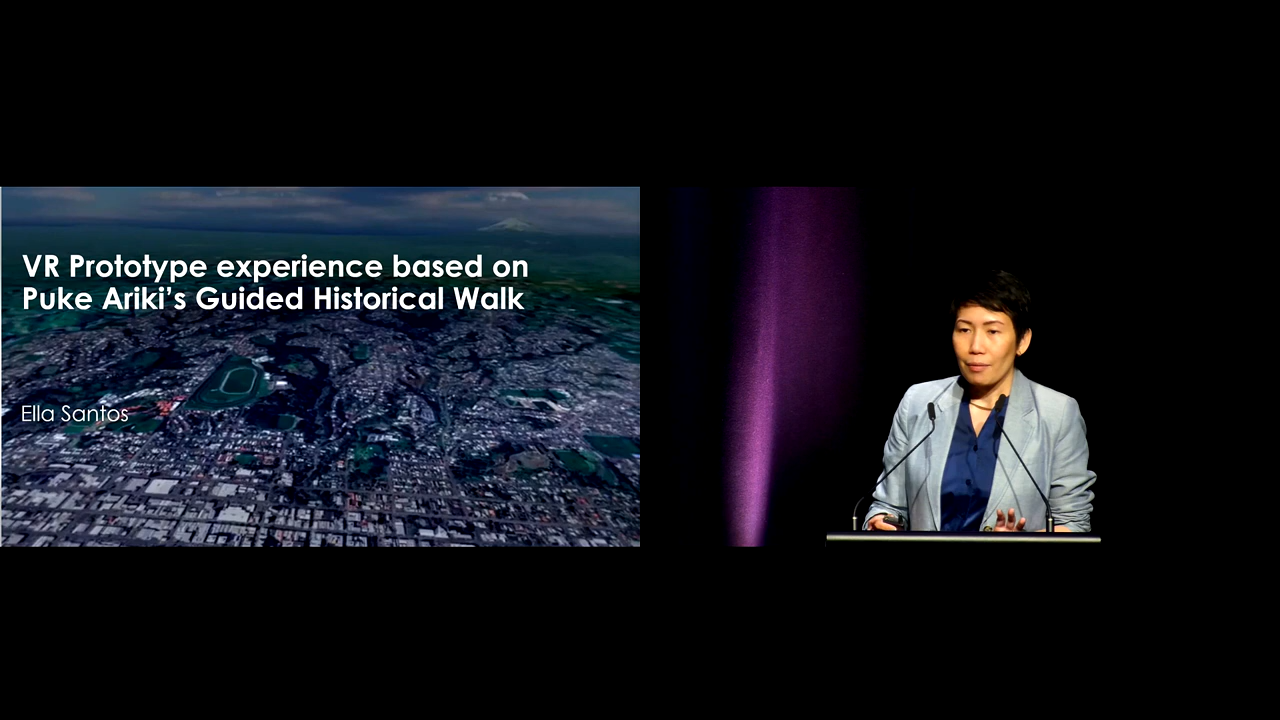 VR Prototype experience based on
Puke Ariki's Guided Historical Walk
Ella Santos